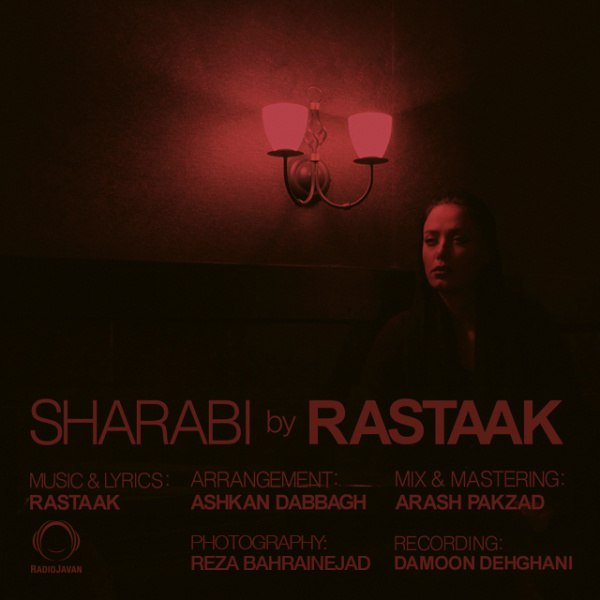 SHARABI by RASTAAK
MUSIC & LYRICS:
RASTAAK
ARRANGEMENT:
ASHKAN DABBAGH
MIX & MASTERING:
ARASH PAKZAD
PHOTOGRAPHY:
REZA BAHRAINEJAD
RECORDING:
DAMOON DEHGHANI
RADIOJAVAN